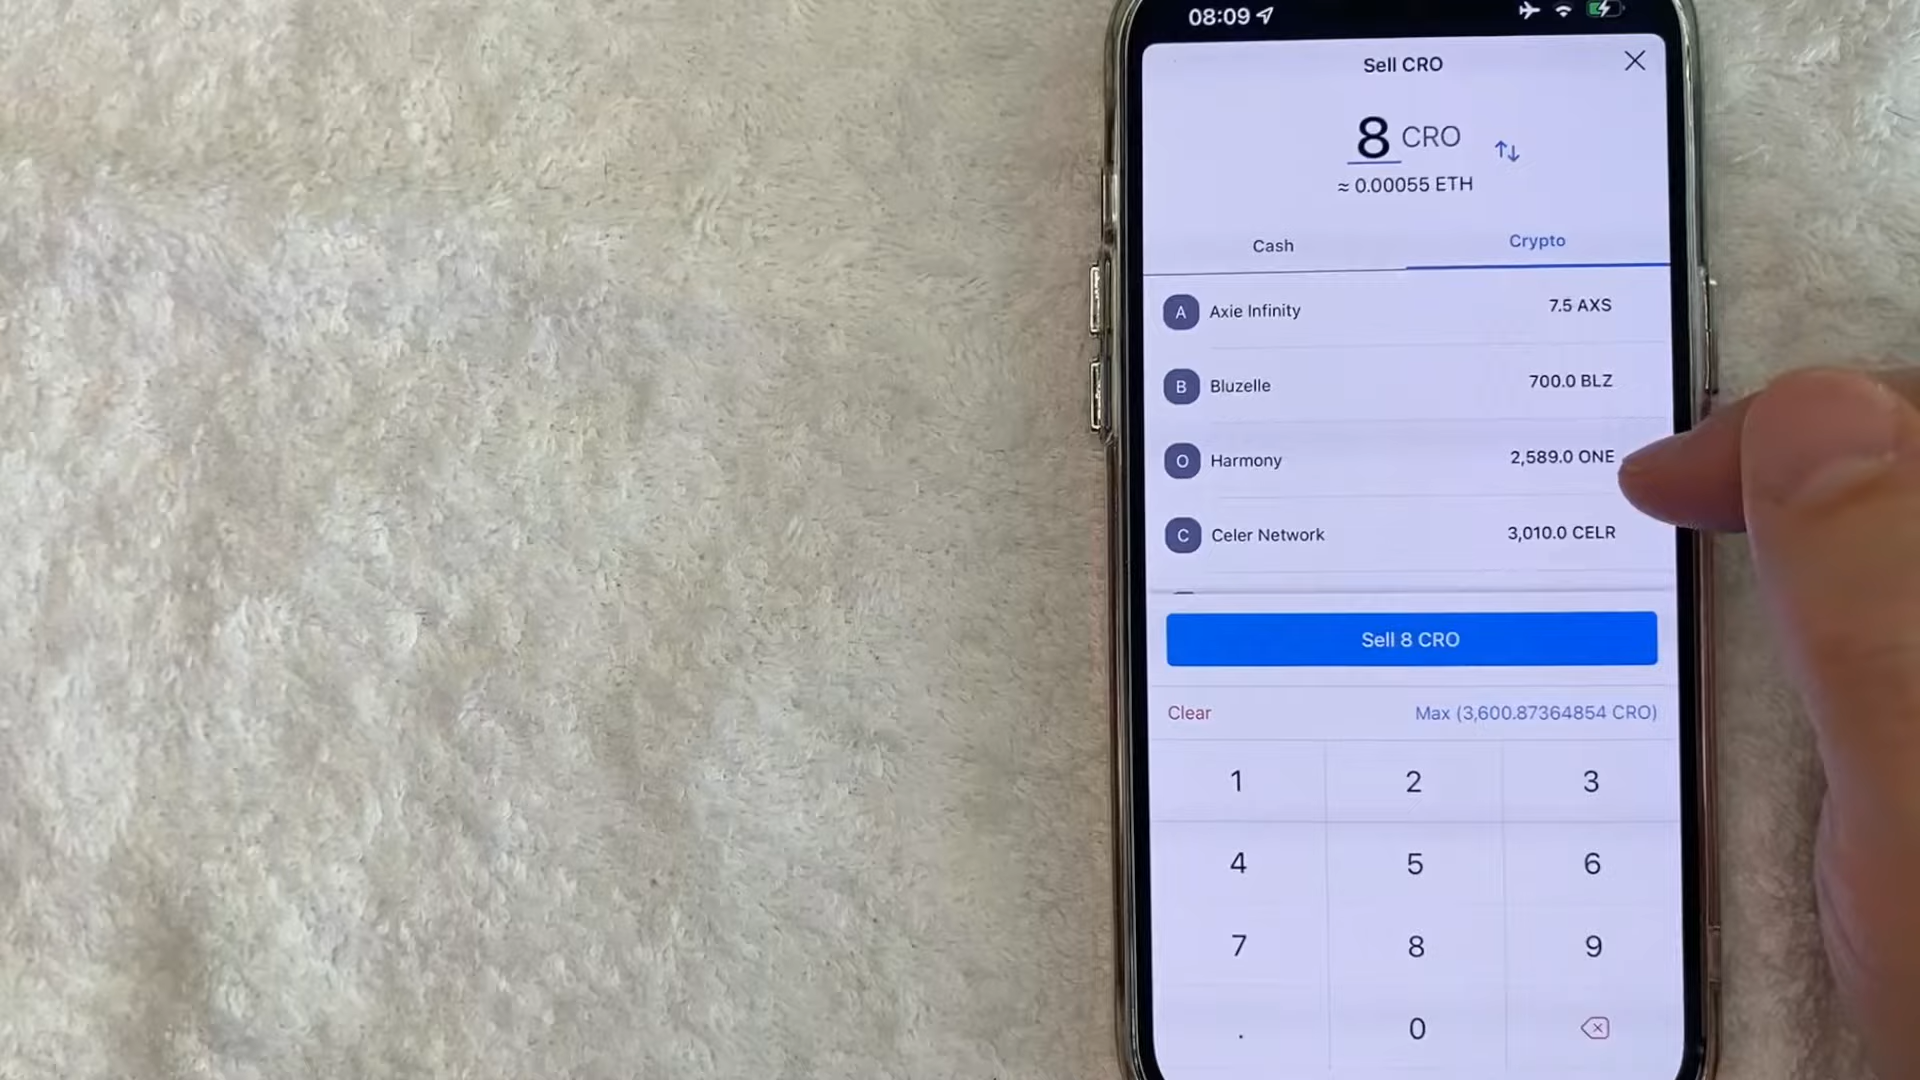 08:09
Sell CRO
8 CRO
≈ 0.00055 ETH
Cash Crypto
A Axie Infinity 7.5 AXS
B Bluzelle 700.0 BLZ
O Harmony 2,589.0 ONE
C Celer Network 3,010.0 CELR
Sell 8 CRO
Clear Max (3,600.87364854 CRO)
1 2 3
4 5 6
7 8 9
. 0